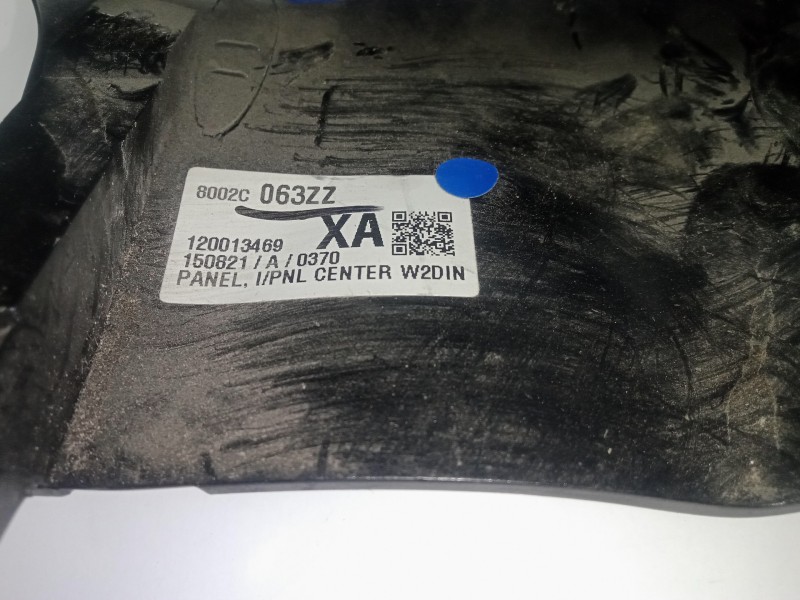 8002C 063ZZ
XA
120013469
150821/A/0370
PANEL, I/PNL CENTER W2DIN